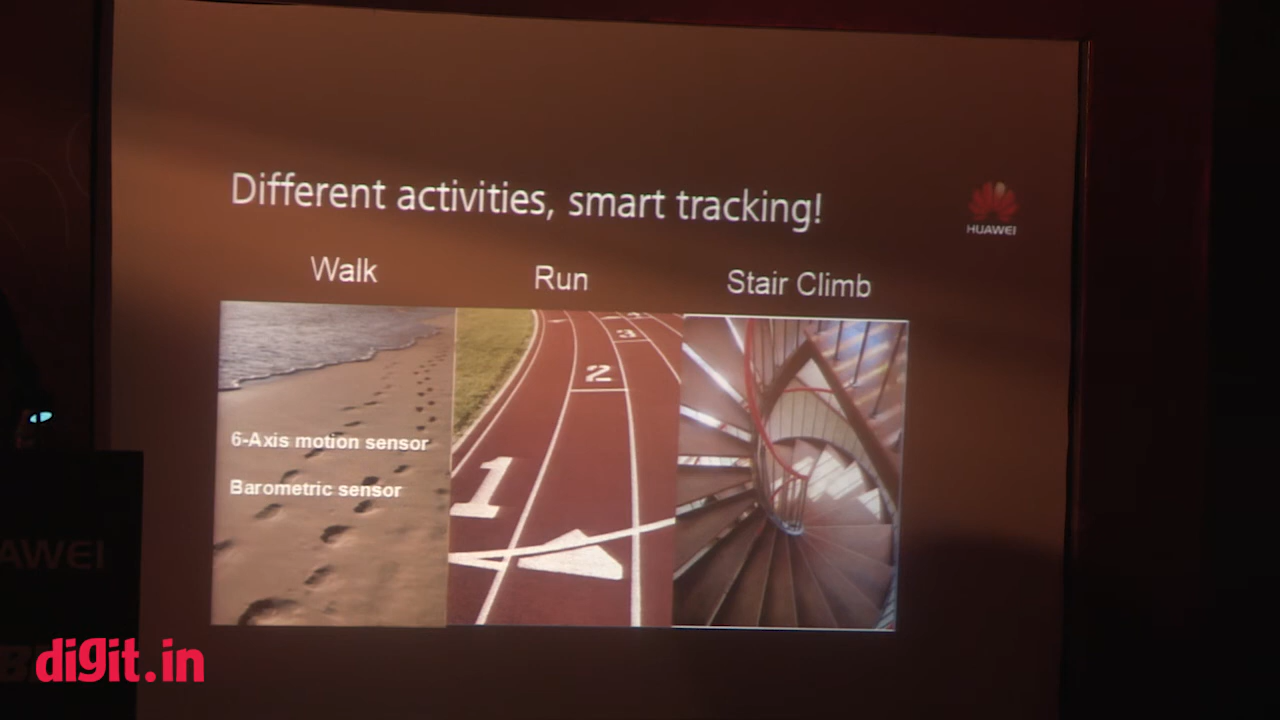 Different activities, smart tracking!
HUAWEI
Walk
Run
Stair Climb
3
2
6-Axis motion sensor
1
Barometric sensor
AWEI
digit.in